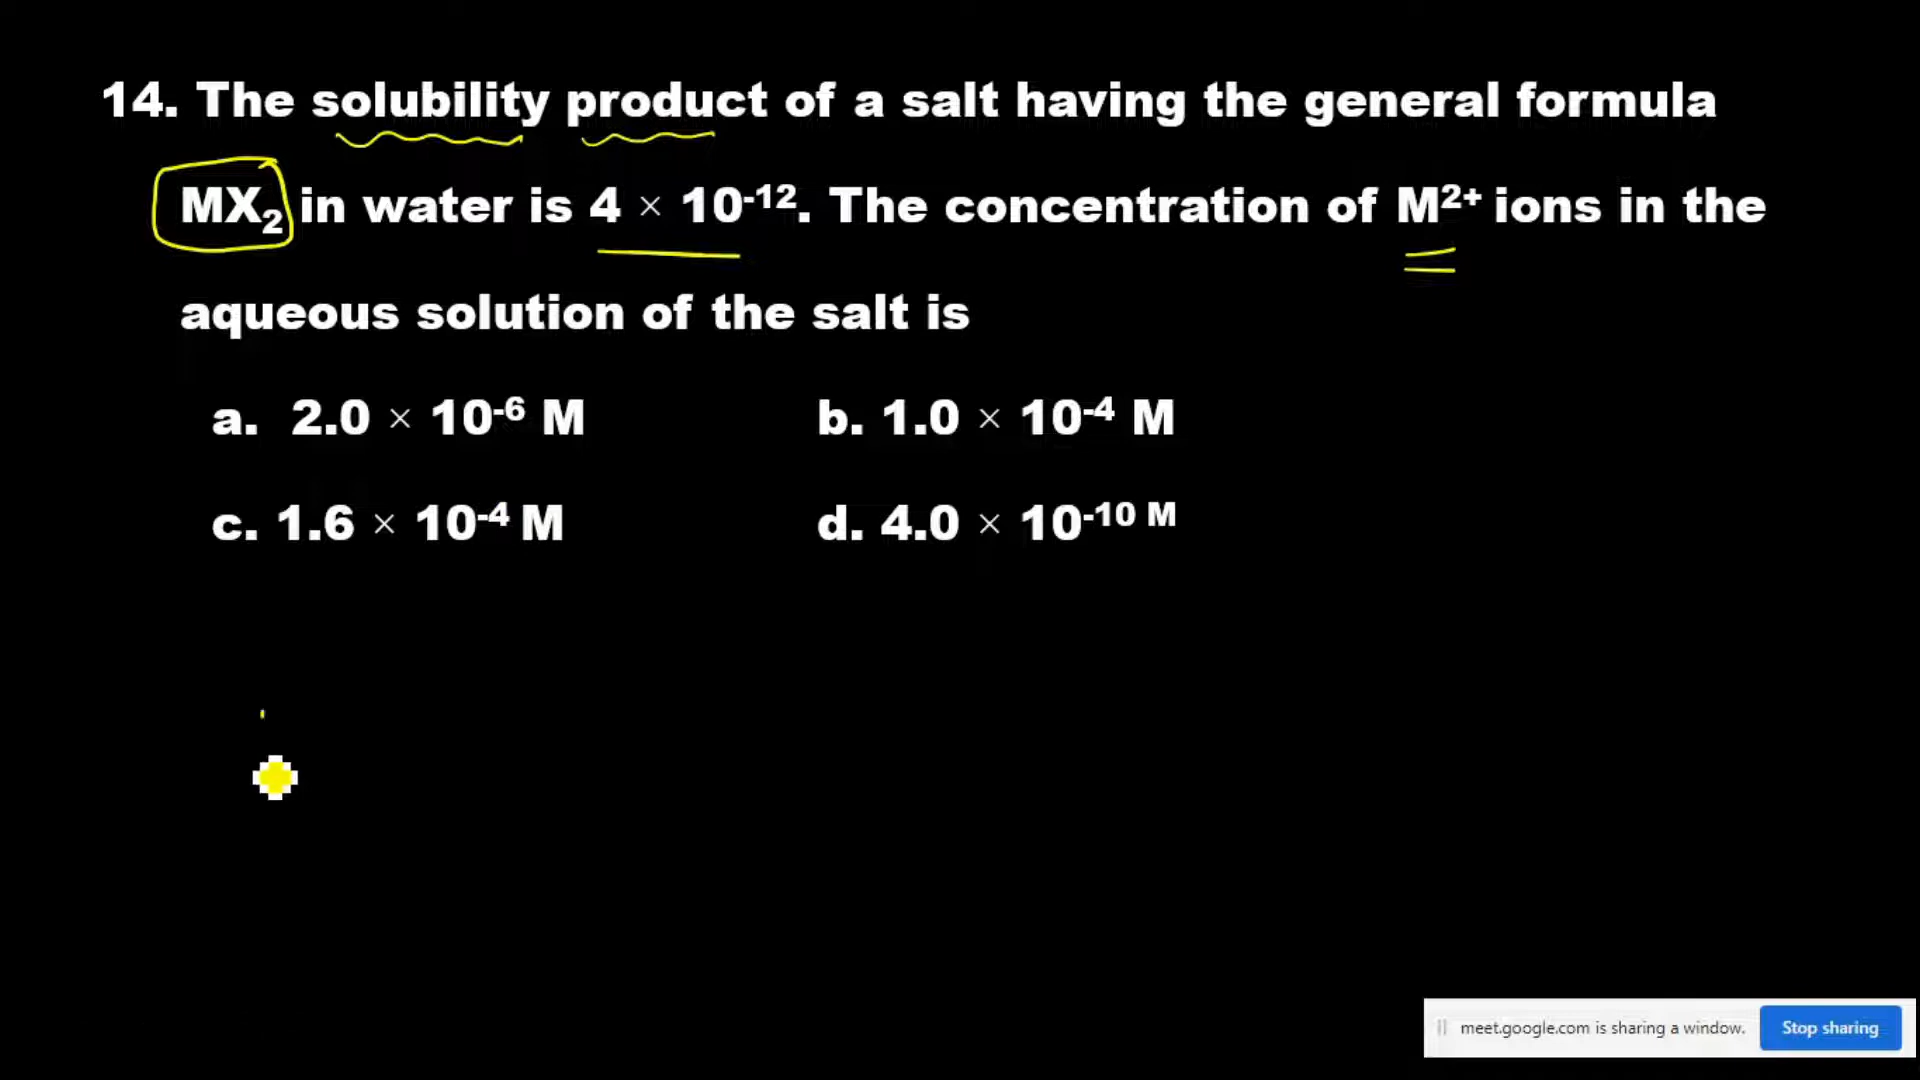 14. The solubility product of a salt having the general formula
MX₂ in water is 4 × 10⁻¹². The concentration of M²⁺ ions in the
aqueous solution of the salt is
a. 2.0 × 10⁻⁶ M b. 1.0 × 10⁻⁴ M
c. 1.6 × 10⁻⁴ M d. 4.0 × 10⁻¹⁰ ᴹ
meet.google.com is sharing a window. Stop sharing